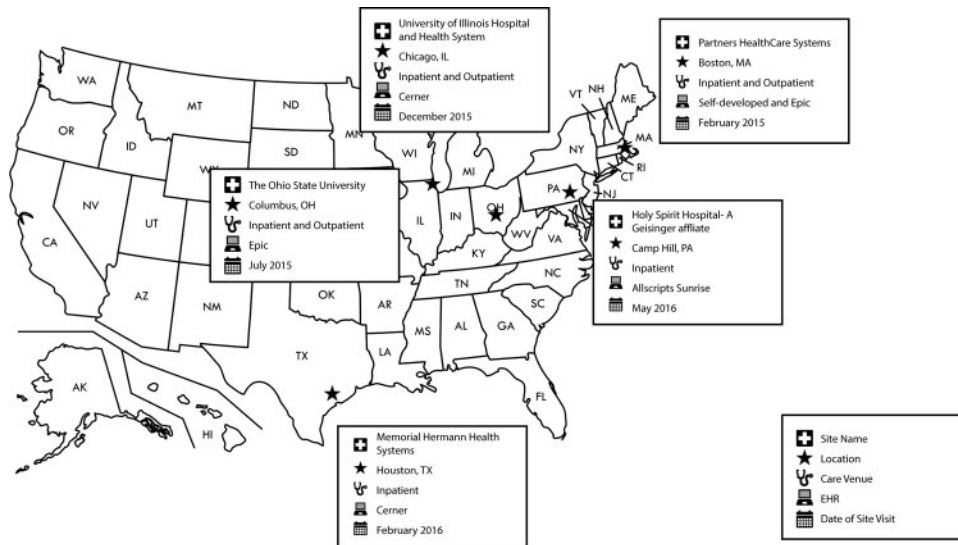 University of Illinois Hospital
and Health System
Chicago, IL
Inpatient and Outpatient
Cerner
December 2015
Partners HealthCare Systems
Boston, MA
Inpatient and Outpatient
Self-developed and Epic
February 2015
The Ohio State University
Columbus, OH
Inpatient and Outpatient
Epic
July 2015
Holy Spirit Hospital- A
Geisinger affliate
Camp Hill, PA
Inpatient
Allscripts Sunrise
May 2016
Memorial Hermann Health
Systems
Houston, TX
Inpatient
Cerner
February 2016
Site Name
Location
Care Venue
EHR
Date of Site Visit
WA
MT
ND
MN
OR
ID
SD
WI
MI
NY
VT
NH
ME
MA
RI
CT
NJ
PA
WY
NV
UT
CA
IL
IN
OH
WV
VA
KY
NC
TN
AZ
NM
OK
AR
SC
MS
AL
GA
TX
LA
FL
AK
HI